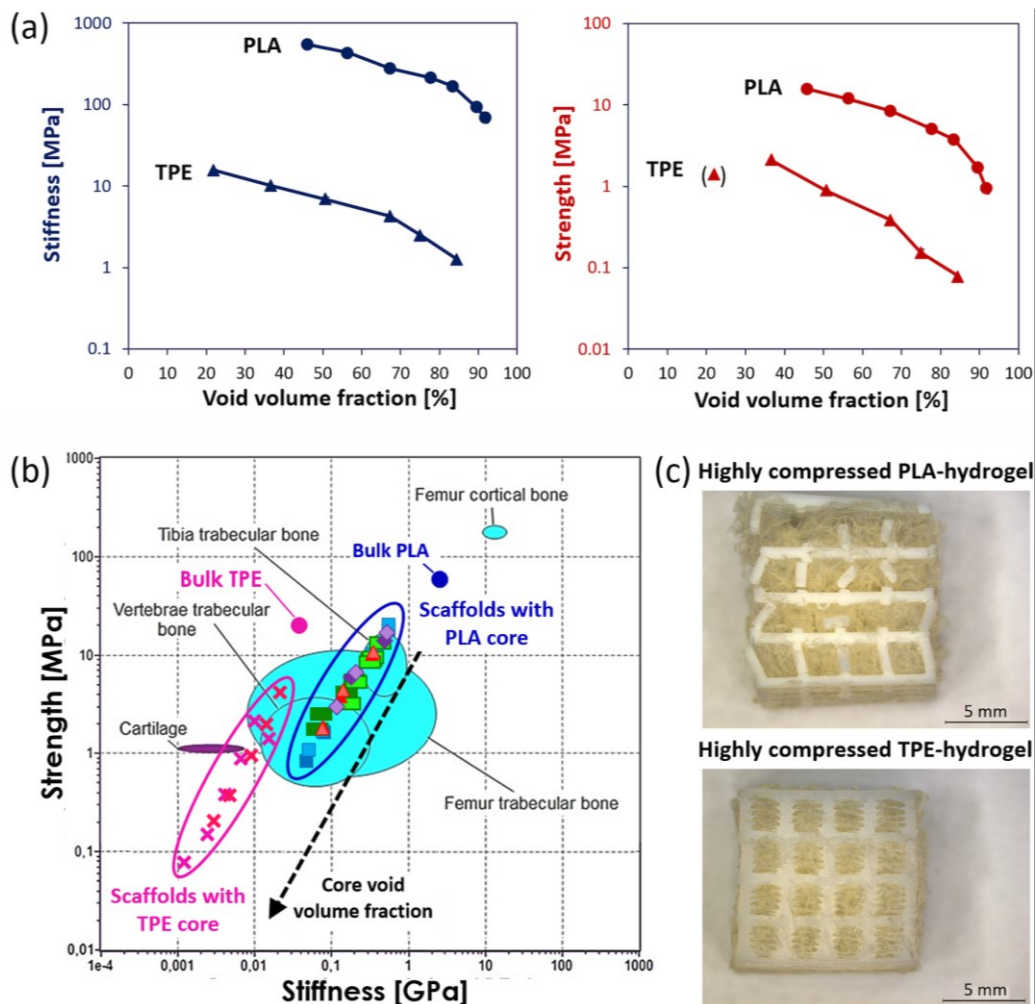 (a)
1000
100
10
1
0.1
Stiffness [MPa]
PLA
TPE
0 10 20 30 40 50 60 70 80 90 100
Void volume fraction [%]
100
10
1
0.1
0.01
Strength [MPa]
PLA
TPE (▲)
0 10 20 30 40 50 60 70 80 90 100
Void volume fraction [%]
(b)
1000
100
10
1
0,1
0,01
Strength [MPa]
Femur cortical bone
Tibia trabecular bone
Bulk PLA
Bulk TPE
Scaffolds with
PLA core
Vertebrae trabecular
bone
Cartilage
Femur trabecular bone
Scaffolds with
TPE core
Core void
volume fraction
1e-4 0,001 0,01 0,1 1 10 100 1000
Stiffness [GPa]
(c)
Highly compressed PLA-hydrogel
5 mm
Highly compressed TPE-hydrogel
5 mm